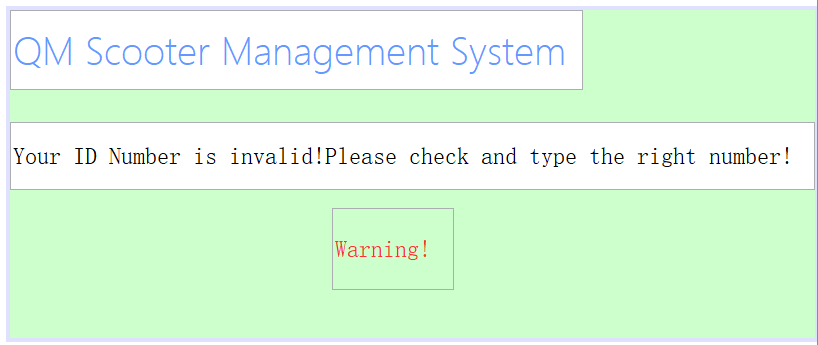 QM Scooter Management System
Your ID Number is invalid!Please check and type the right number!
Warning!